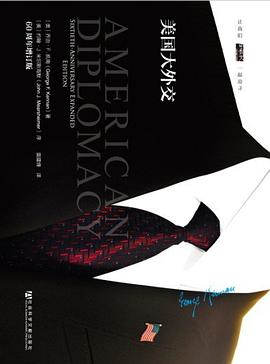 美国大外交
AMERICAN
DIPLOMACY
SIXTIETH-ANNIVERSARY EXPANDED
EDITION
[美] 乔治·F.凯南 (George F. Kennan) 著
[美] 约翰·J.米尔斯海默 (John J. Mearsheimer) 序
60周年增订版
雷建锋 译
George Kennan
社会科学文献出版社